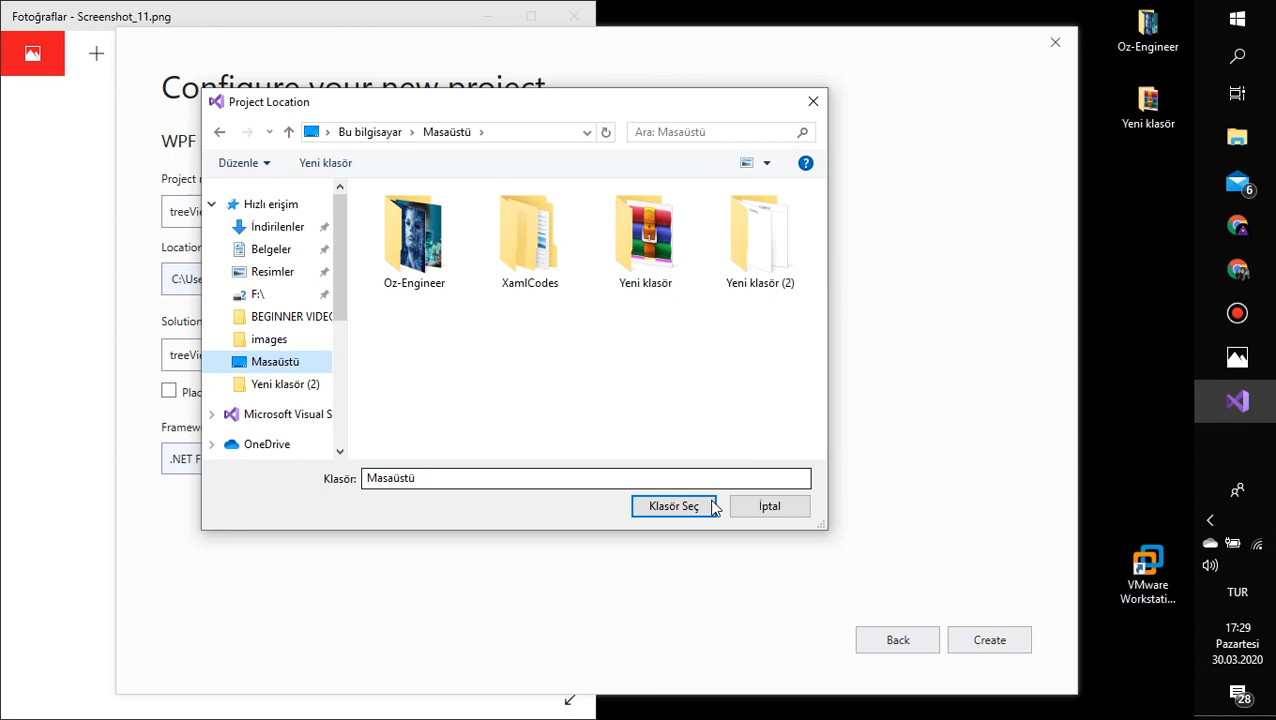 Fotoğraflar - Screenshot_11.png
Configure your new project
WPF
Project n
treeVie
Location
C:\Use
Solution
treeVie
Plac
Framew
.NET F
Back
Create
Project Location
Bu bilgisayar
Masaüstü
Ara: Masaüstü
Düzenle
Yeni klasör
Hızlı erişim
İndirilenler
Belgeler
Resimler
F:\
BEGINNER VIDEO
images
Masaüstü
Yeni klasör (2)
Microsoft Visual S
OneDrive
Oz-Engineer
XamlCodes
Yeni klasör
Yeni klasör (2)
Klasör:
Masaüstü
Klasör Seç
İptal
Oz-Engineer
Yeni klasör
VMware
Workstati...
6
TUR
17:29
Pazartesi
30.03.2020
28